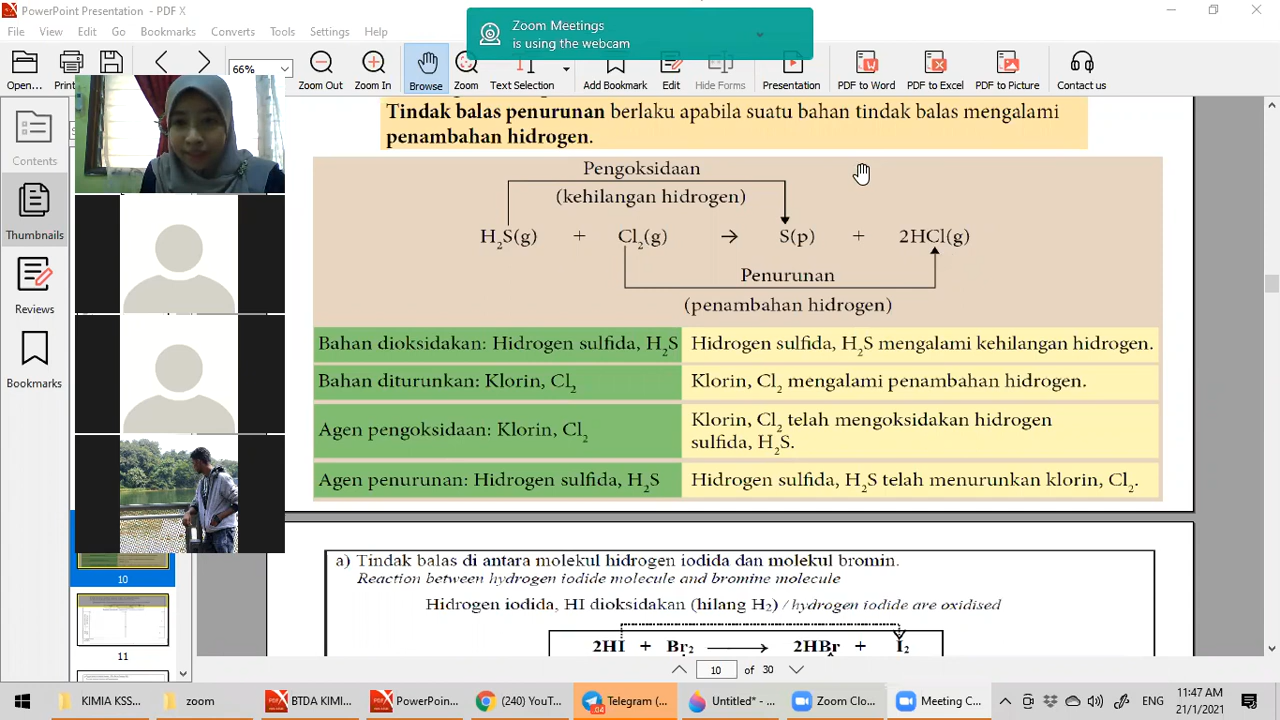 PowerPoint Presentation - PDF X
Zoom Meetings
is using the webcam
File View Edit Go Bookmarks Converts Tools Settings Help
66%
Open... Print Zoom Out Zoom In Browse Zoom Text Selection Add Bookmark Edit Hide Forms Presentation PDF to Word PDF to Excel PDF to Picture Contact us
Contents
Thumbnails
Reviews
Bookmarks
Tindak balas penurunan berlaku apabila suatu bahan tindak balas mengalami
penambahan hidrogen.
Pengoksidaan
(kehilangan hidrogen)
H₂S(g) + Cl₂(g) → S(p) + 2HCl(g)
Penurunan
(penambahan hidrogen)
Bahan dioksidakan: Hidrogen sulfida, H₂S
Hidrogen sulfida, H₂S mengalami kehilangan hidrogen.
Bahan diturunkan: Klorin, Cl₂
Klorin, Cl₂ mengalami penambahan hidrogen.
Agen pengoksidaan: Klorin, Cl₂
Klorin, Cl₂ telah mengoksidakan hidrogen
sulfida, H₂S.
Agen penurunan: Hidrogen sulfida, H₂S
Hidrogen sulfida, H₂S telah menurunkan klorin, Cl₂.
10
11
a) Tindak balas di antara molekul hidrogen iodida dan molekul bromin.
Reaction between hydrogen iodide molecule and bromine molecule
Hidrogen iodida, HI dioksidakan (hilang H₂) / hydrogen iodide are oxidised
2HI + Br₂ → 2HBr + I₂
10 of 30
KIMIA KSS... zoom BTDA KIMI... PowerPoin... (240) YouT... Telegram (... Untitled* -... Zoom Clo... Meeting C...
ENG
11:47 AM
21/1/2021